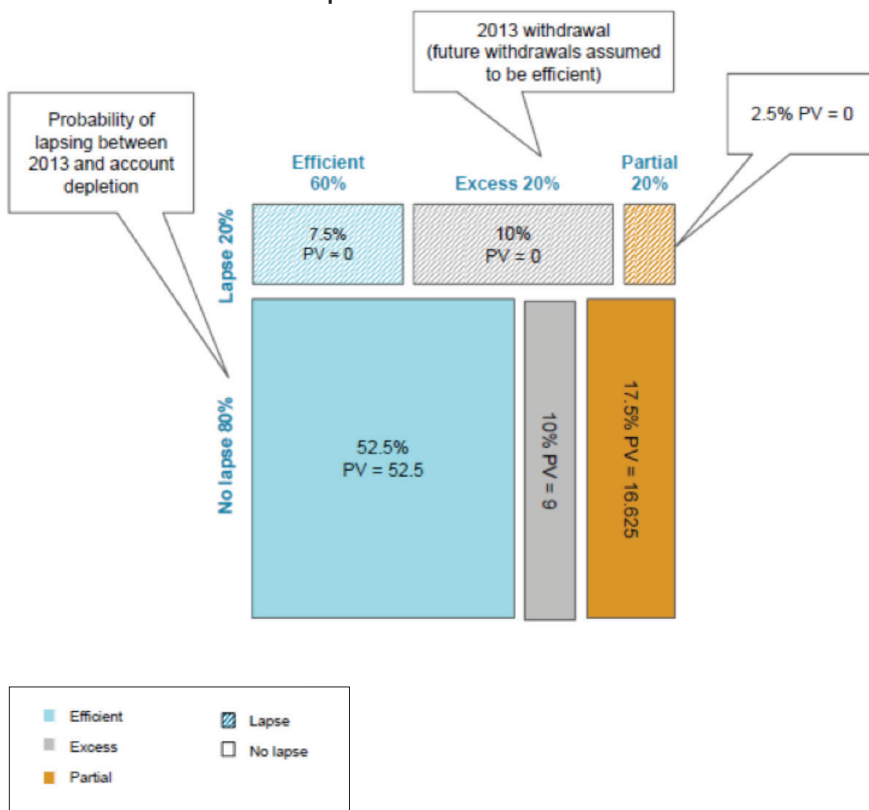 2013 withdrawal
(future withdrawals assumed
to be efficient)
Probability of
lapsing between
2013 and account
depletion
2.5% PV = 0
Efficient
60%
Excess 20%
Partial
20%
Lapse 20%
7.5%
PV = 0
10%
PV = 0
No lapse 80%
52.5%
PV = 52.5
10% PV = 9
17.5% PV = 16.625
Efficient
Excess
Partial
Lapse
No lapse